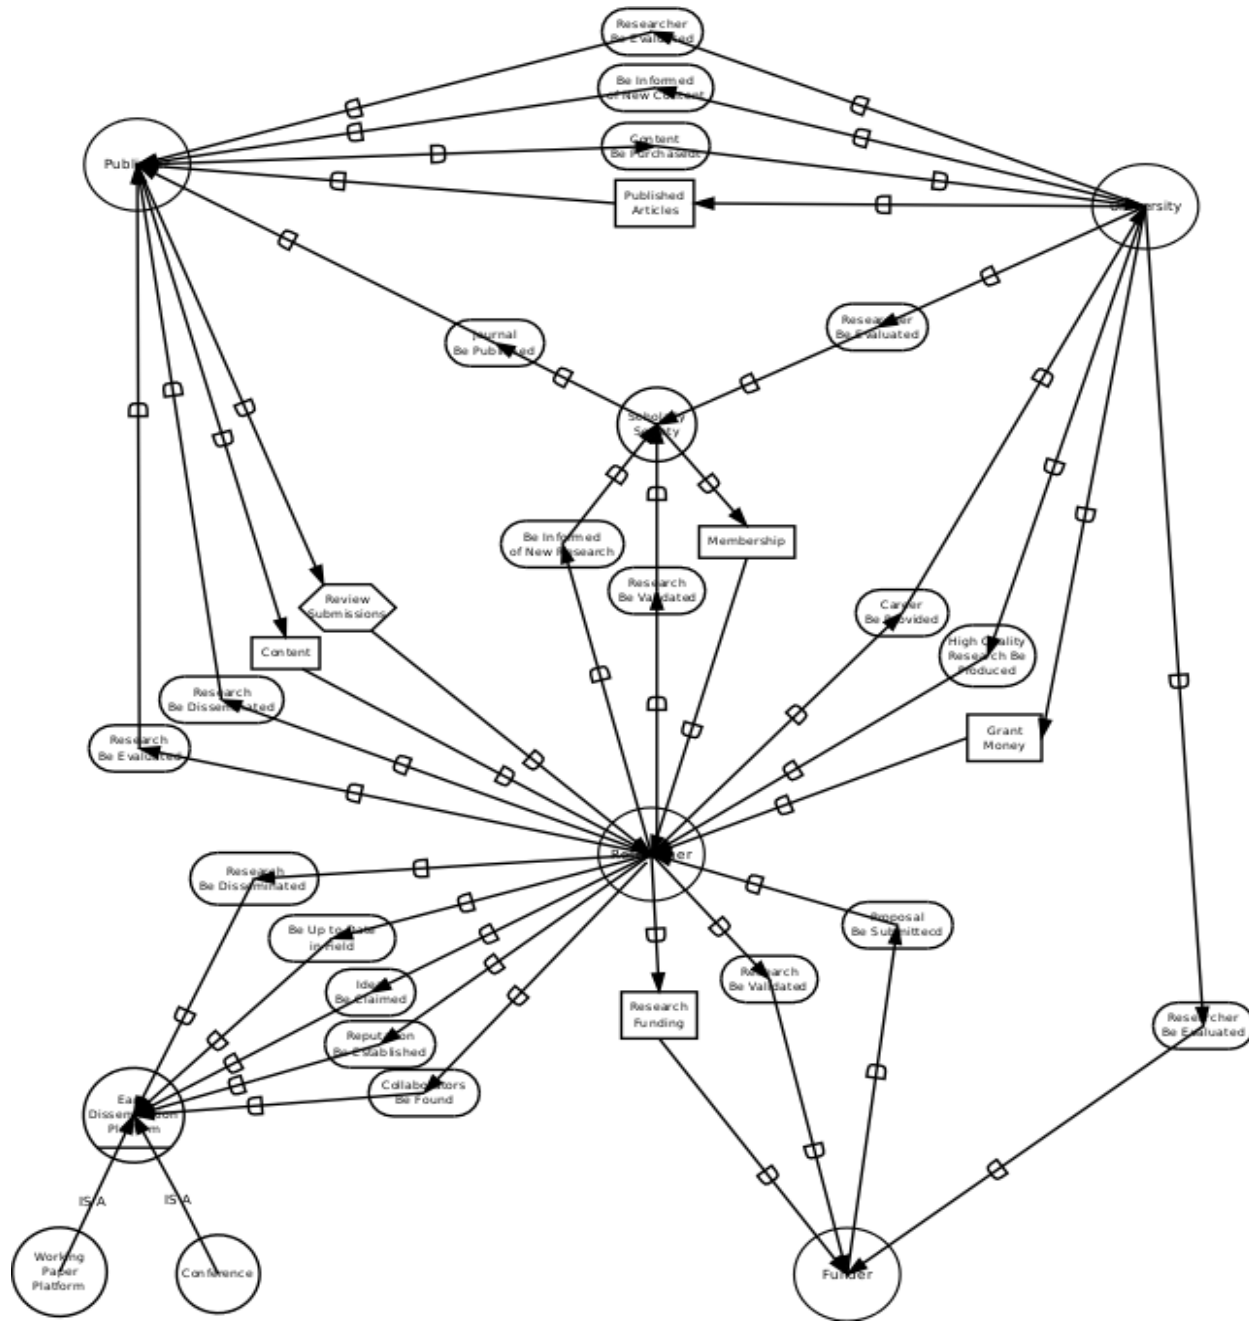 Researcher
Be Evaluated
Be Informed
of New Content
Content
Be Purchased
Published
Articles
Journal
Be Published
Researcher
Be Evaluated
Scholarly
Society
Be Informed
of New Research
Membership
Research
Be Validated
Review
Submissions
Content
Career
Be Provided
High Quality
Research Be
Produced
Research
Be Disseminated
Research
Be Evaluated
Grant
Money
Researcher
Research
Be Disseminated
Be Up to Date
in Field
Proposal
Be Submittecd
Idea
Be Claimed
Research
Be Validated
Research
Funding
Reputation
Be Established
Researcher
Be Evaluated
Collaborators
Be Found
Dissemination
Platform
IS A
IS A
Working
Paper
Platform
Conference
Funder